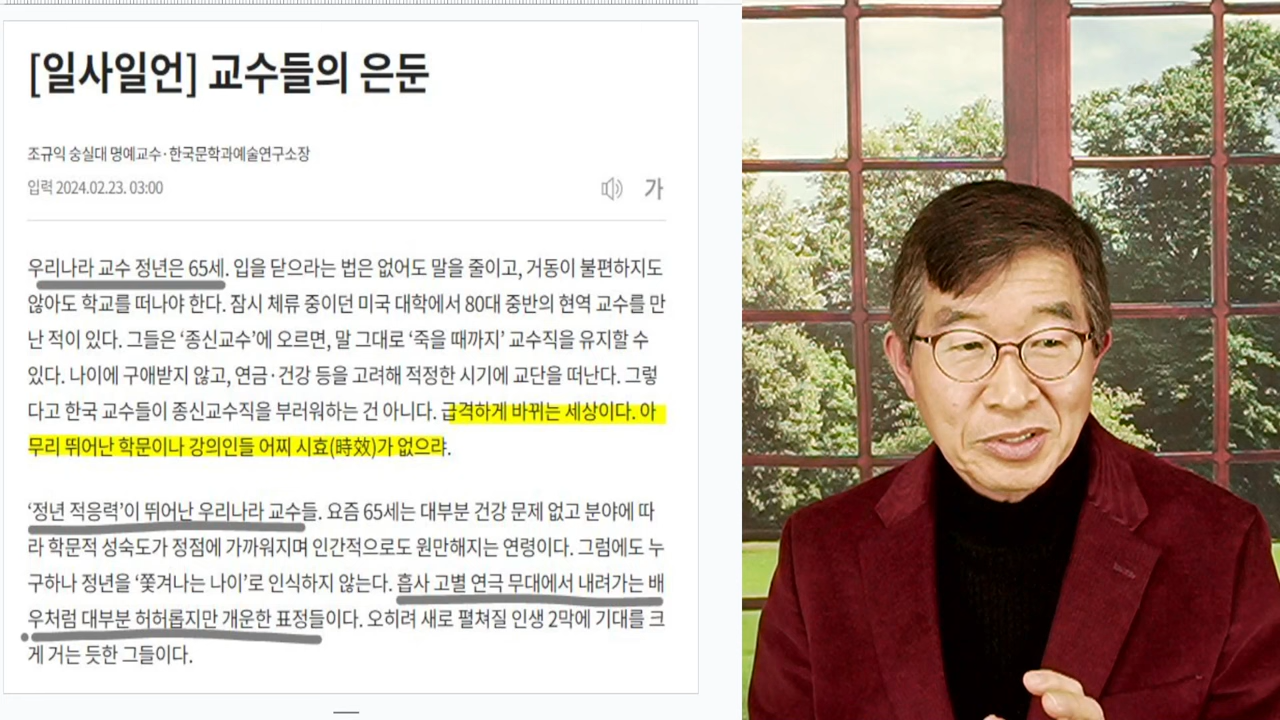 [일사일언] 교수들의 은둔
조규익 숭실대 명예교수·한국문학과예술연구소장
입력 2024.02.23. 03:00
가
우리나라 교수 정년은 65세. 입을 닫으라는 법은 없어도 말을 줄이고, 거동이 불편하지도
않아도 학교를 떠나야 한다. 잠시 체류 중이던 미국 대학에서 80대 중반의 현역 교수를 만
난 적이 있다. 그들은 ‘종신교수’에 오르면, 말 그대로 ‘죽을 때까지’ 교수직을 유지할 수
있다. 나이에 구애받지 않고, 연금·건강 등을 고려해 적정한 시기에 교단을 떠난다. 그렇
다고 한국 교수들이 종신교수직을 부러워하는 건 아니다. 급격하게 바뀌는 세상이다. 아
무리 뛰어난 학문이나 강의인들 어찌 시효(時效)가 없으랴.
‘정년 적응력’이 뛰어난 우리나라 교수들. 요즘 65세는 대부분 건강 문제 없고 분야에 따
라 학문적 성숙도가 정점에 가까워지며 인간적으로도 원만해지는 연령이다. 그럼에도 누
구하나 정년을 ‘쫓겨나는 나이’로 인식하지 않는다. 흡사 고별 연극 무대에서 내려가는 배
우처럼 대부분 허허롭지만 개운한 표정들이다. 오히려 새로 펼쳐질 인생 2막에 기대를 크
게 거는 듯한 그들이다.